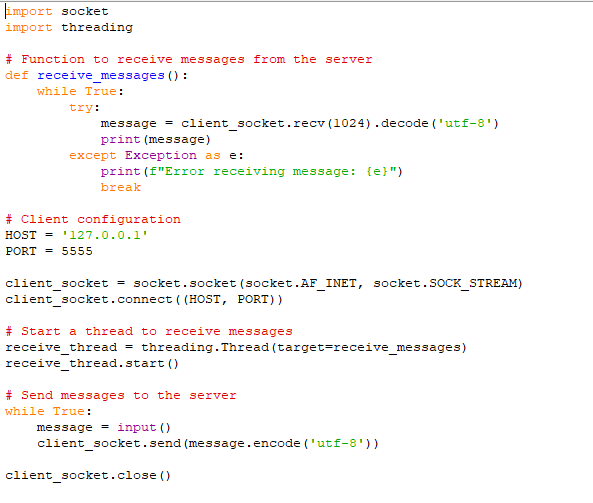 import socket
import threading

# Function to receive messages from the server
def receive_messages():
    while True:
        try:
            message = client_socket.recv(1024).decode('utf-8')
            print(message)
        except Exception as e:
            print(f"Error receiving message: {e}")
            break

# Client configuration
HOST = '127.0.0.1'
PORT = 5555

client_socket = socket.socket(socket.AF_INET, socket.SOCK_STREAM)
client_socket.connect((HOST, PORT))

# Start a thread to receive messages
receive_thread = threading.Thread(target=receive_messages)
receive_thread.start()

# Send messages to the server
while True:
    message = input()
    client_socket.send(message.encode('utf-8'))

client_socket.close()